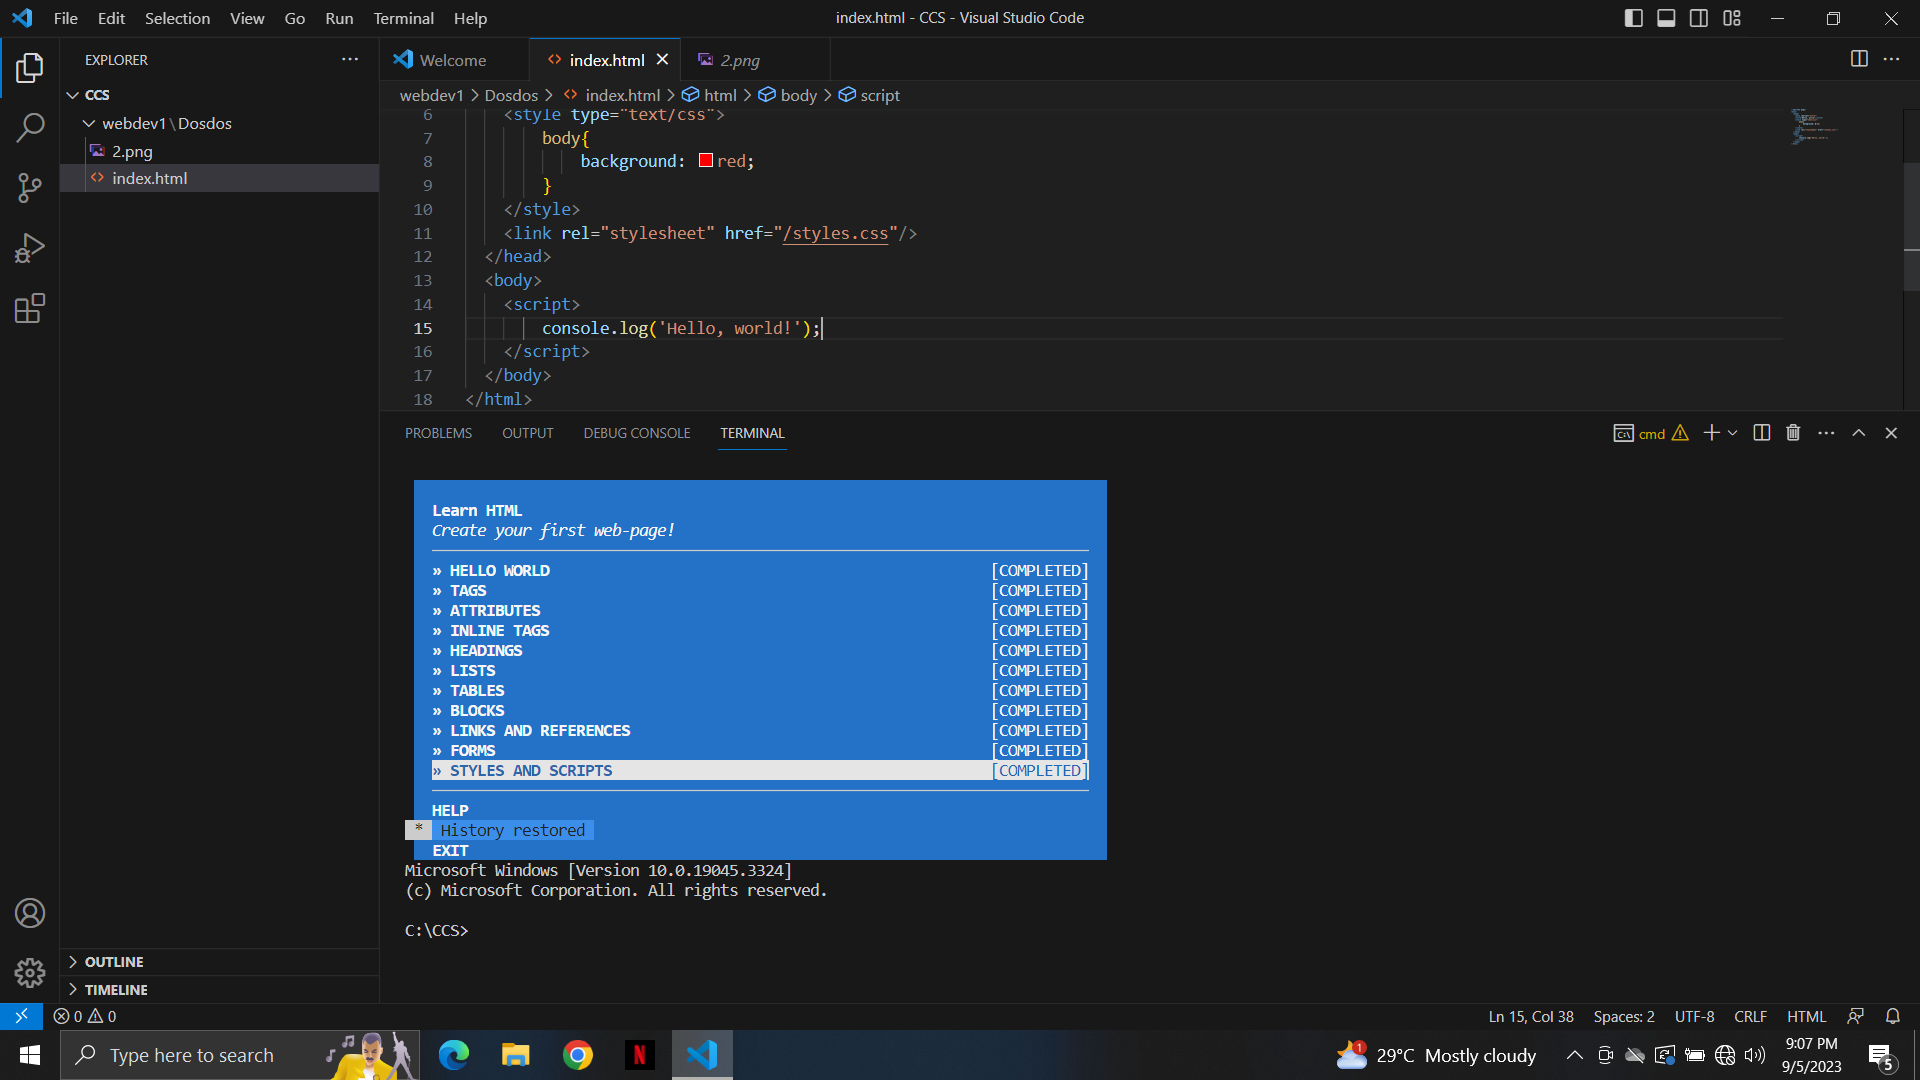 File Edit Selection View Go Run Terminal Help
index.html - CCS - Visual Studio Code
EXPLORER
Welcome
index.html
2.png
CCS
webdev1\Dosdos
2.png
index.html
webdev1 > Dosdos > index.html > html > body > script
6 <style type="text/css">
7 body{
8 background: red;
9 }
10 </style>
11 <link rel="stylesheet" href="/styles.css"/>
12 </head>
13 <body>
14 <script>
15 console.log('Hello, world!');
16 </script>
17 </body>
18 </html>
PROBLEMS OUTPUT DEBUG CONSOLE TERMINAL
cmd
Learn HTML
Create your first web-page!
» HELLO WORLD [COMPLETED]
» TAGS [COMPLETED]
» ATTRIBUTES [COMPLETED]
» INLINE TAGS [COMPLETED]
» HEADINGS [COMPLETED]
» LISTS [COMPLETED]
» TABLES [COMPLETED]
» BLOCKS [COMPLETED]
» LINKS AND REFERENCES [COMPLETED]
» FORMS [COMPLETED]
» STYLES AND SCRIPTS [COMPLETED]
HELP
* History restored
EXIT
Microsoft Windows [Version 10.0.19045.3324]
(c) Microsoft Corporation. All rights reserved.
C:\CCS>
OUTLINE
TIMELINE
0 0
Ln 15, Col 38 Spaces: 2 UTF-8 CRLF HTML
Type here to search
N
1
29°C Mostly cloudy
9:07 PM
9/5/2023
5